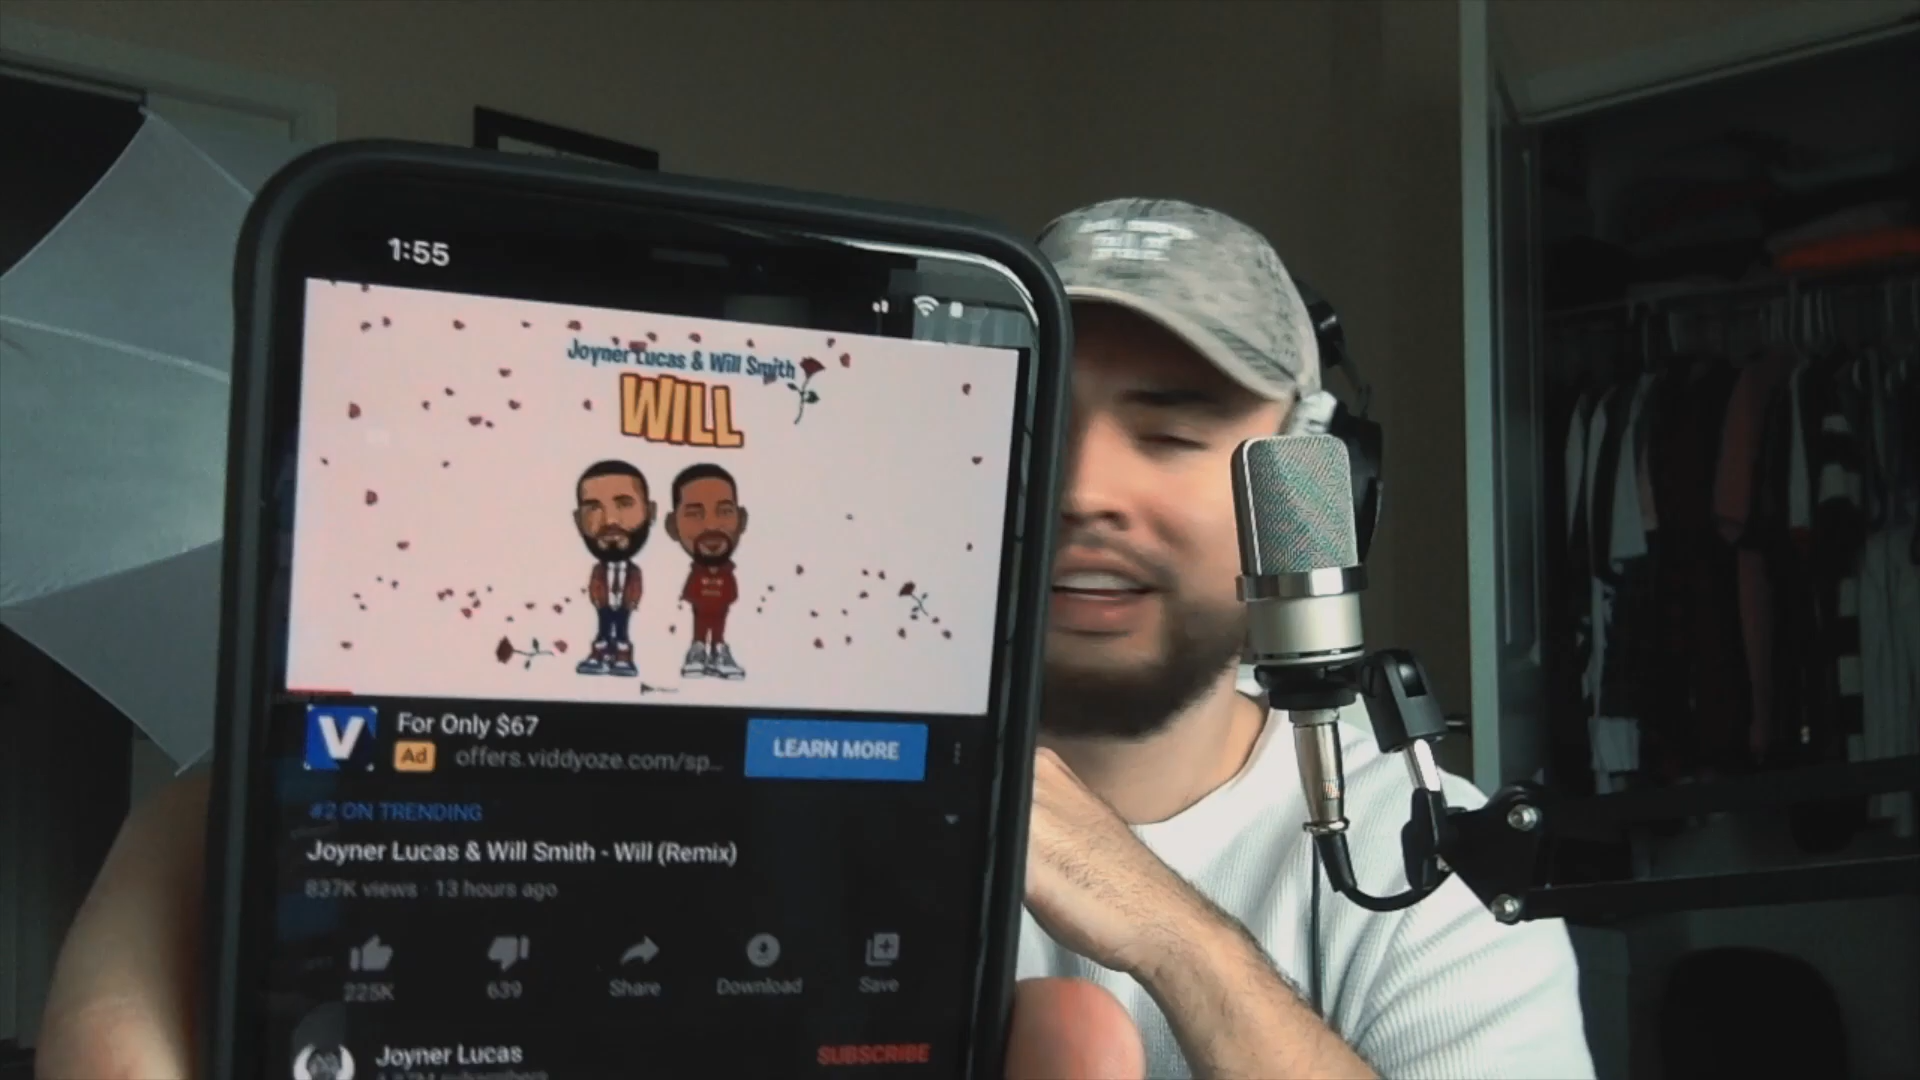 1:55
Joyner Lucas & Will Smith
WILL
V
For Only $67
Ad offers.viddyoze.com/sp...
LEARN MORE
#2 ON TRENDING
Joyner Lucas & Will Smith - Will (Remix)
837K views · 13 hours ago
225K
639
Share
Download
Save
Joyner Lucas
SUBSCRIBE